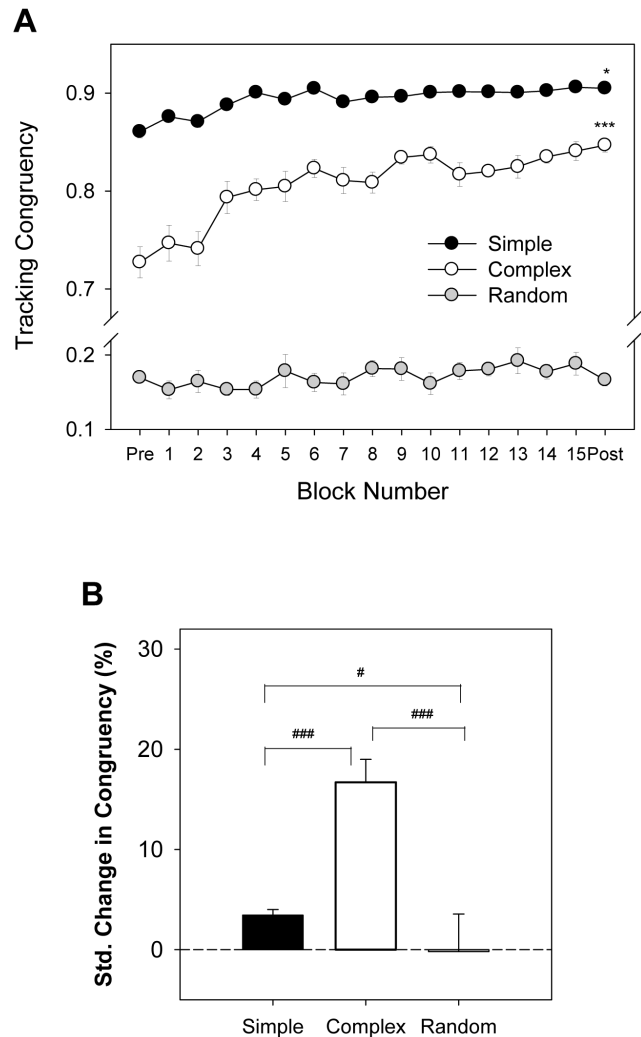 A
Tracking Congruency
0.9
0.8
0.7
0.2
0.1
*
***
Simple
Complex
Random
Pre 1 2 3 4 5 6 7 8 9 10 11 12 13 14 15Post
Block Number
B
Std. Change in Congruency (%)
30
20
10
0
#
###
###
Simple Complex Random